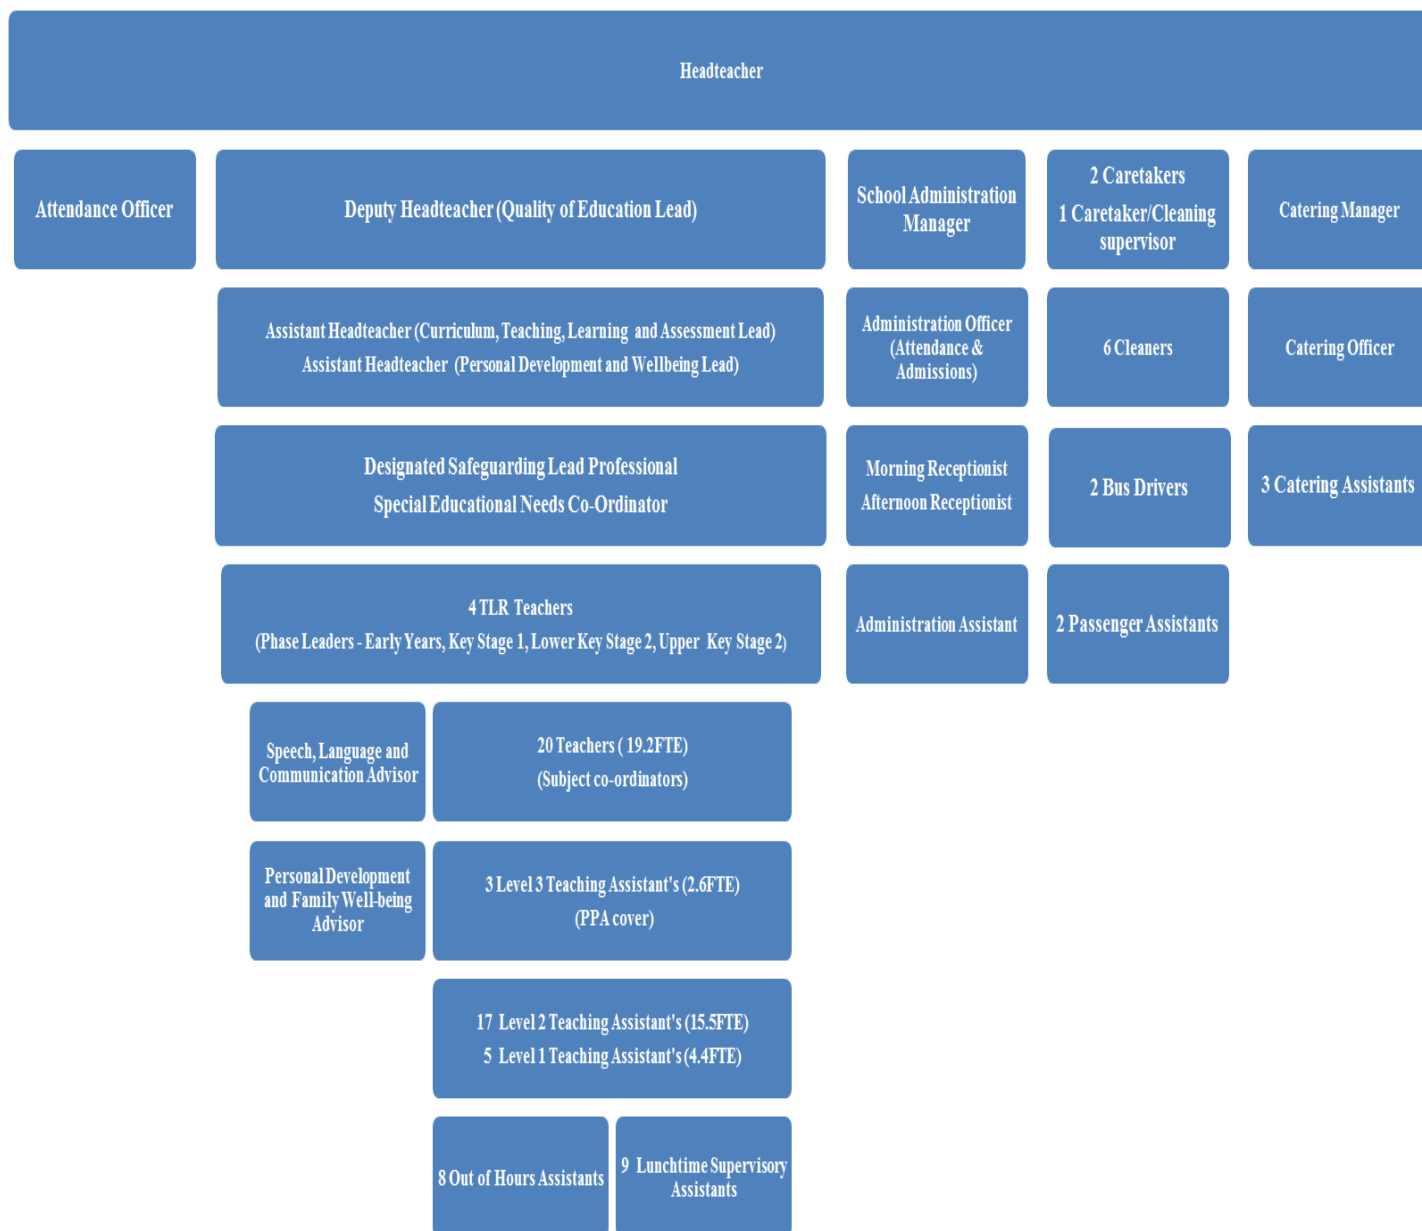 Headteacher
Attendance Officer
Deputy Headteacher (Quality of Education Lead)
School Administration
Manager
2 Caretakers
1 Caretaker/Cleaning
supervisor
Catering Manager
Assistant Headteacher (Curriculum, Teaching, Learning and Assessment Lead)
Assistant Headteacher (Personal Development and Wellbeing Lead)
Administration Officer
(Attendance &
Admissions)
6 Cleaners
Catering Officer
Designated Safeguarding Lead Professional
Special Educational Needs Co-Ordinator
Morning Receptionist
Afternoon Receptionist
2 Bus Drivers
3 Catering Assistants
4 TLR Teachers
(Phase Leaders - Early Years, Key Stage 1, Lower Key Stage 2, Upper Key Stage 2)
Administration Assistant
2 Passenger Assistants
Speech, Language and
Communication Advisor
20 Teachers ( 19.2FTE)
(Subject co-ordinators)
Personal Development
and Family Well-being
Advisor
3 Level 3 Teaching Assistant's (2.6FTE)
(PPA cover)
17 Level 2 Teaching Assistant's (15.5FTE)
5 Level 1 Teaching Assistant's (4.4FTE)
8 Out of Hours Assistants
9 Lunchtime Supervisory
Assistants